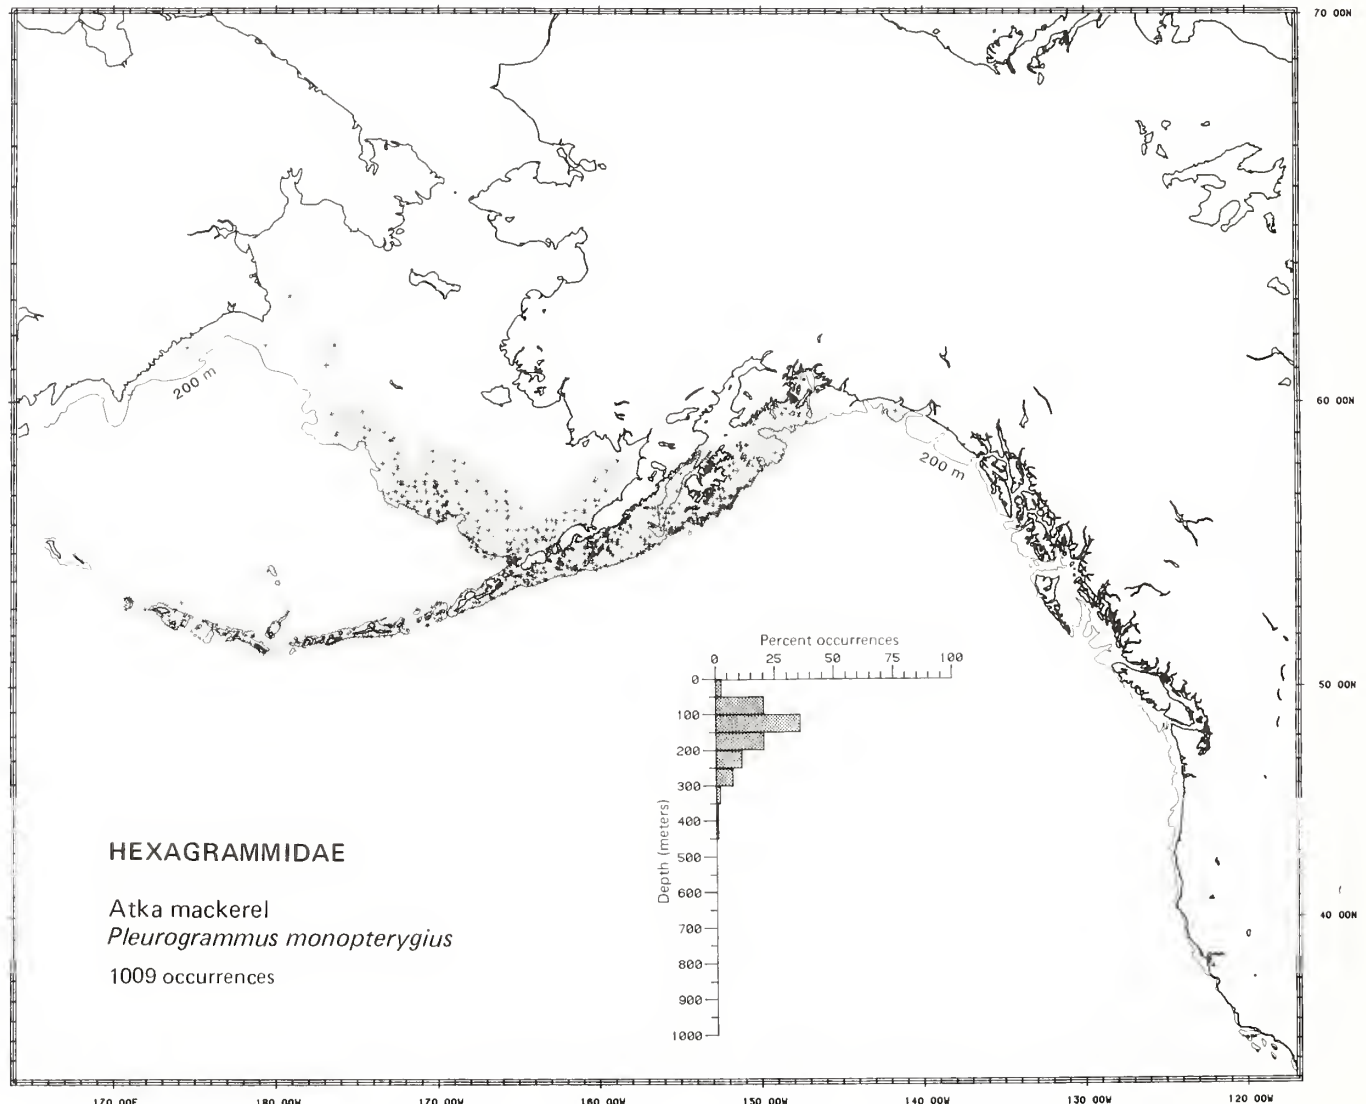 70 00N
200 m
60 00N
200 m
Percent occurrences
0 25 50 75 100
0
50 00N
100
200
300
400
Depth (meters)
500
600
700
800
900
1000
HEXAGRAMMIDAE
Atka mackerel
40 00N
Pleurogrammus monopterygius
1009 occurrences
170 00E 180 00W 170 00W 160 00W 150 00W 140 00W 130 00W 120 00W